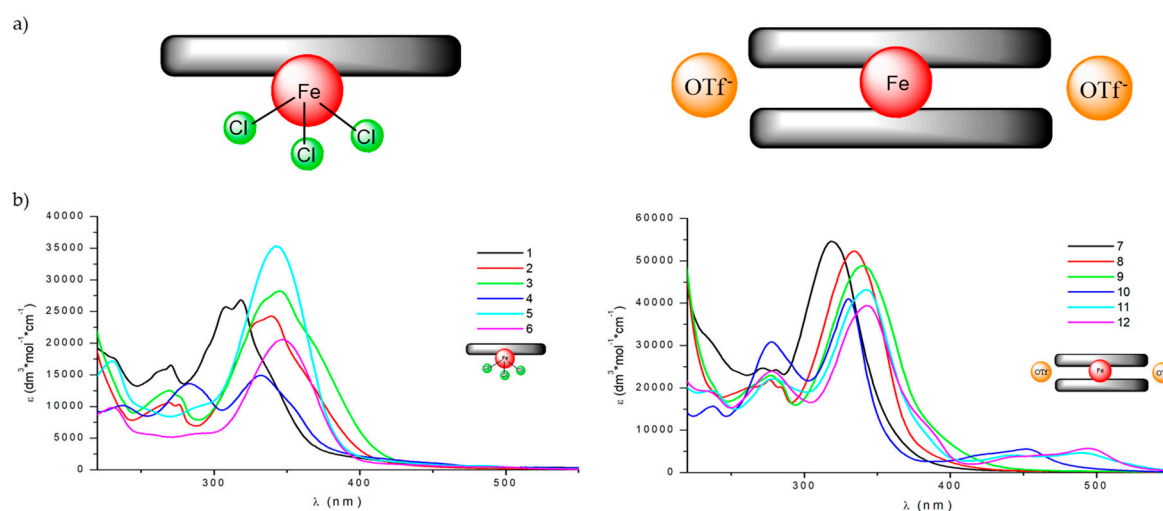 a)
Fe
Cl
Cl
Cl
OTf-
Fe
OTf-
b)
40000
35000
30000
25000
20000
15000
10000
5000
0
300
400
500
ε (dm³*mol⁻¹*cm⁻¹)
λ (nm)
1
2
3
4
5
6
Fe
60000
50000
40000
30000
20000
10000
0
300
400
500
ε (dm³*mol⁻¹*cm⁻¹)
λ (nm)
7
8
9
10
11
12
OTf
Fe